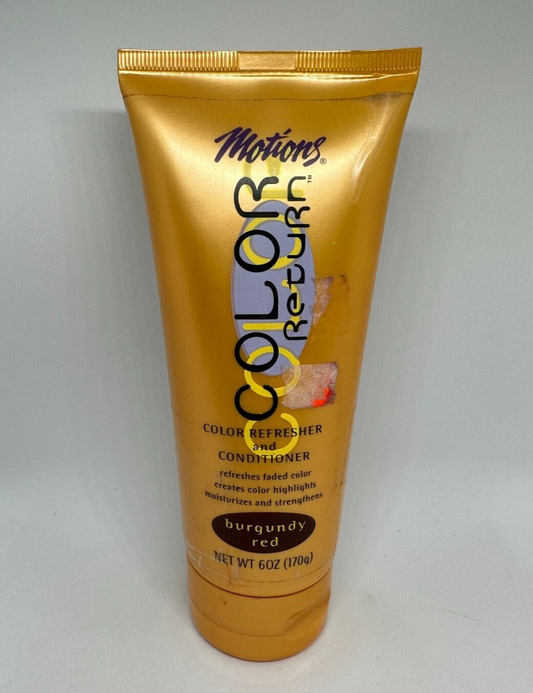 Motions®
COLOR
Return™
COLOR REFRESHER
and
CONDITIONER
refreshes faded color
creates color highlights
moisturizes and strengthens
burgundy
red
NET WT 6OZ (170g)